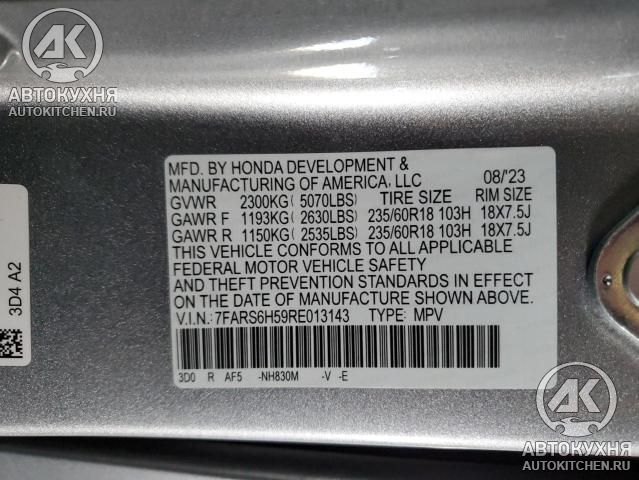 АК
АВТОКУХНЯ
AUTOKITCHEN.RU
3D4 A2
MFD. BY HONDA DEVELOPMENT &
MANUFACTURING OF AMERICA, LLC 08/'23
GVWR 2300KG ( 5070LBS) TIRE SIZE RIM SIZE
GAWR F 1193KG ( 2630LBS) 235/60R18 103H 18X7.5J
GAWR R 1150KG ( 2535LBS) 235/60R18 103H 18X7.5J
THIS VEHICLE CONFORMS TO ALL APPLICABLE
FEDERAL MOTOR VEHICLE SAFETY
AND THEFT PREVENTION STANDARDS IN EFFECT
ON THE DATE OF MANUFACTURE SHOWN ABOVE.
V.I.N.: 7FARS6H59RE013143 TYPE: MPV
3D0 R AF5 -NH830M -V -E
АК
АВТОКУХНЯ
AUTOKITCHEN.RU